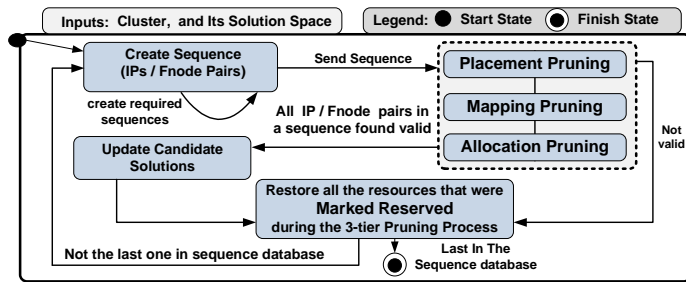 Inputs: Cluster, and Its Solution Space
Legend: Start State Finish State
Create Sequence
(IPs / Fnode Pairs)
Send Sequence
Placement Pruning
create required
sequences
Mapping Pruning
All IP / Fnode pairs in
a sequence found valid
Not
valid
Update Candidate
Solutions
Allocation Pruning
Restore all the resources that were
Marked Reserved
during the 3-tier Pruning Process
Not the last one in sequence database
Last In The
Sequence database